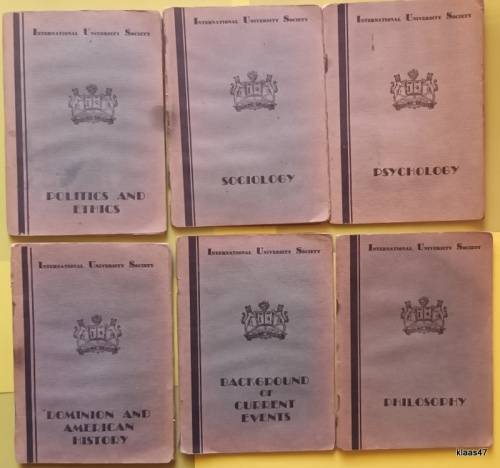 INTERNATIONAL UNIVERSITY SOCIETY
POLITICS AND
ETHICS
INTERNATIONAL UNIVERSITY SOCIETY
SOCIOLOGY
INTERNATIONAL UNIVERSITY SOCIETY
PSYCHOLOGY
INTERNATIONAL UNIVERSITY SOCIETY
DOMINION AND
AMERICAN
HISTORY
INTERNATIONAL UNIVERSITY SOCIETY
BACKGROUND
OF
CURRENT
EVENTS
INTERNATIONAL UNIVERSITY SOCIETY
PHILOSOPHY
klaas47